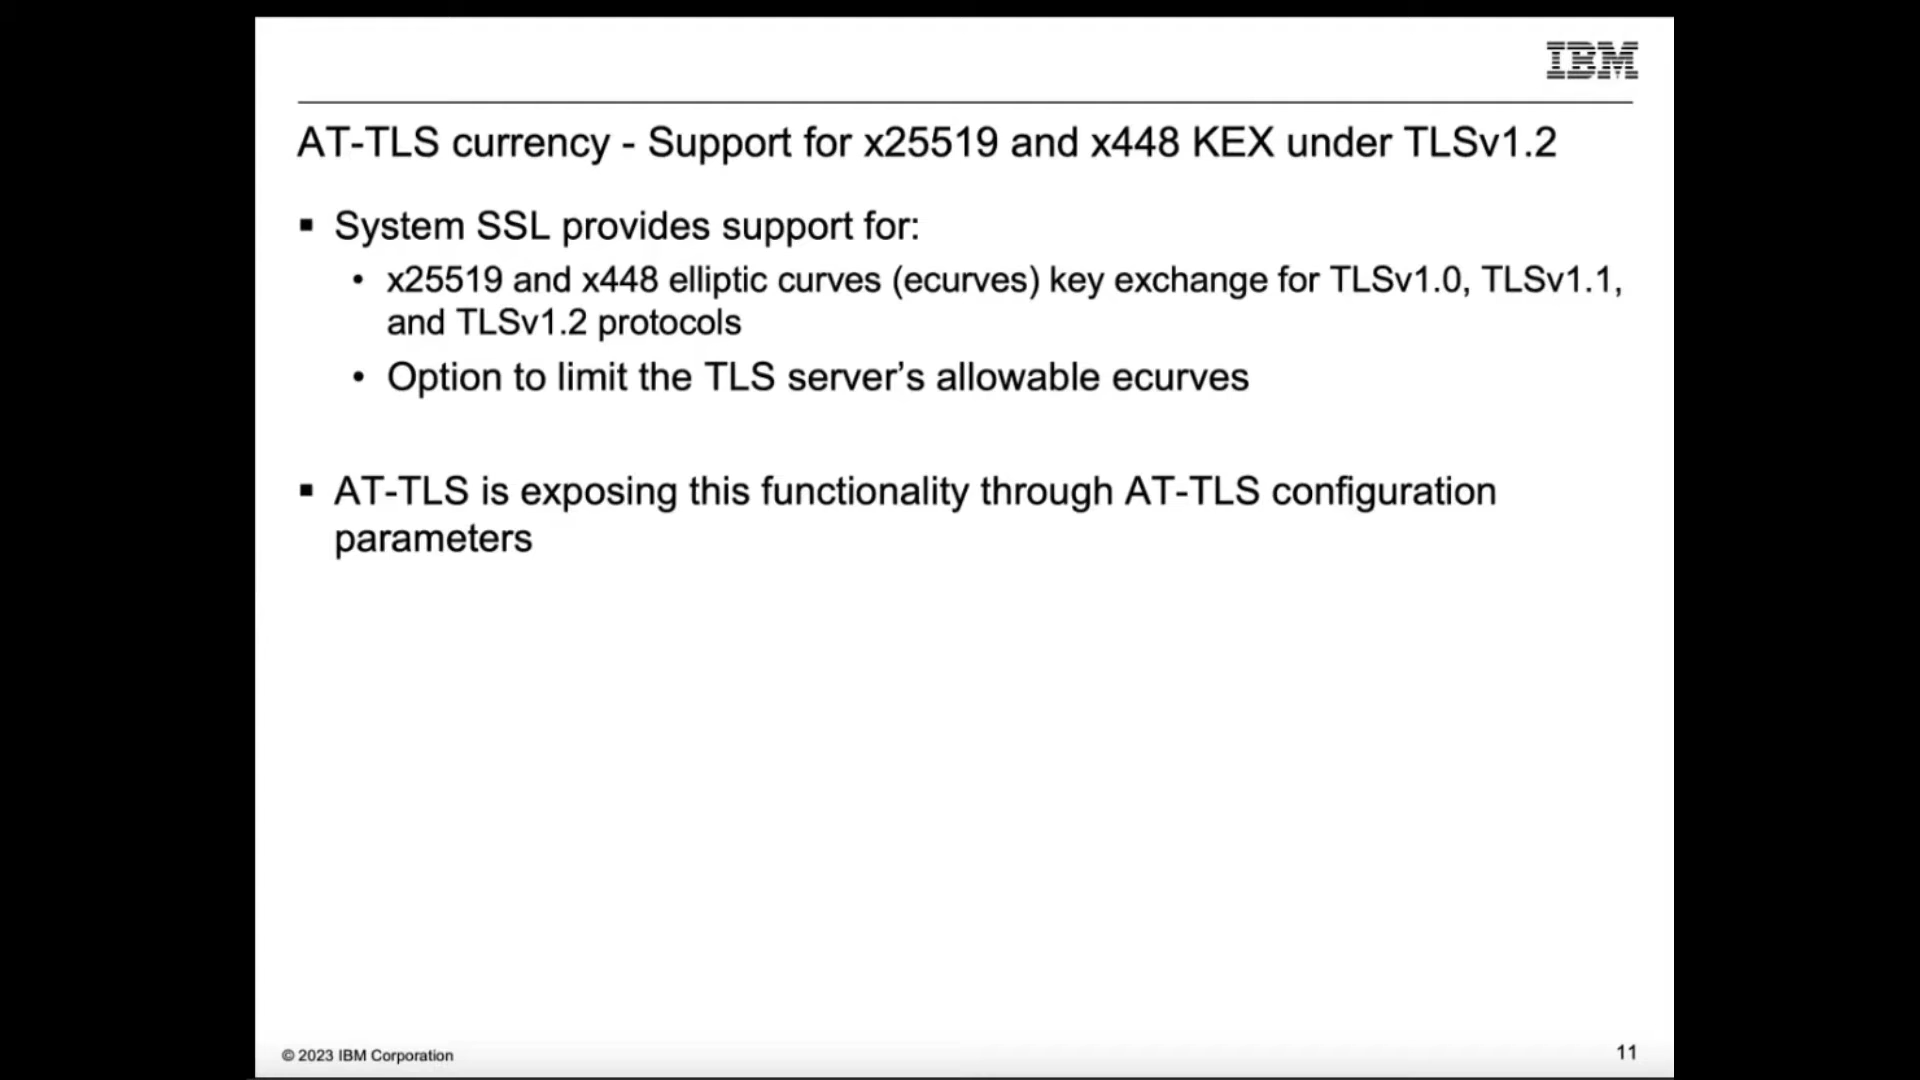 IBM
AT-TLS currency - Support for x25519 and x448 KEX under TLSv1.2
▪ System SSL provides support for:
• x25519 and x448 elliptic curves (ecurves) key exchange for TLSv1.0, TLSv1.1,
and TLSv1.2 protocols
• Option to limit the TLS server’s allowable ecurves
▪ AT-TLS is exposing this functionality through AT-TLS configuration
parameters
© 2023 IBM Corporation
11